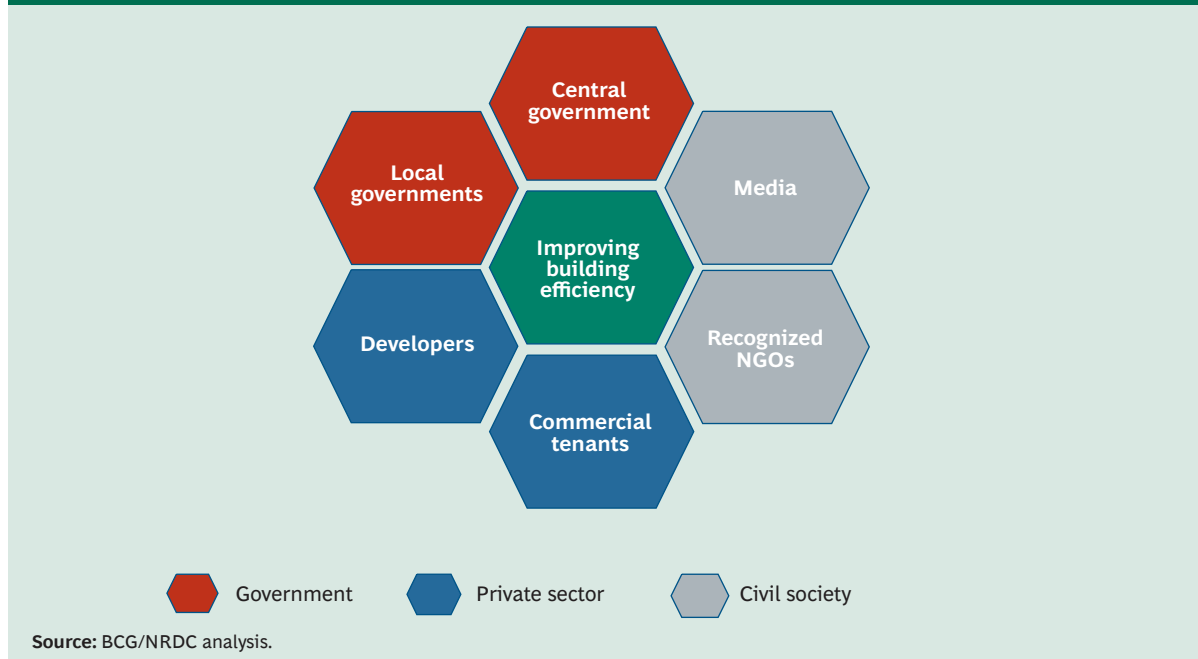 Central
government
Local
governments
Media
Improving
building
efficiency
Developers
Recognized
NGOs
Commercial
tenants
Government
Private sector
Civil society
Source: BCG/NRDC analysis.